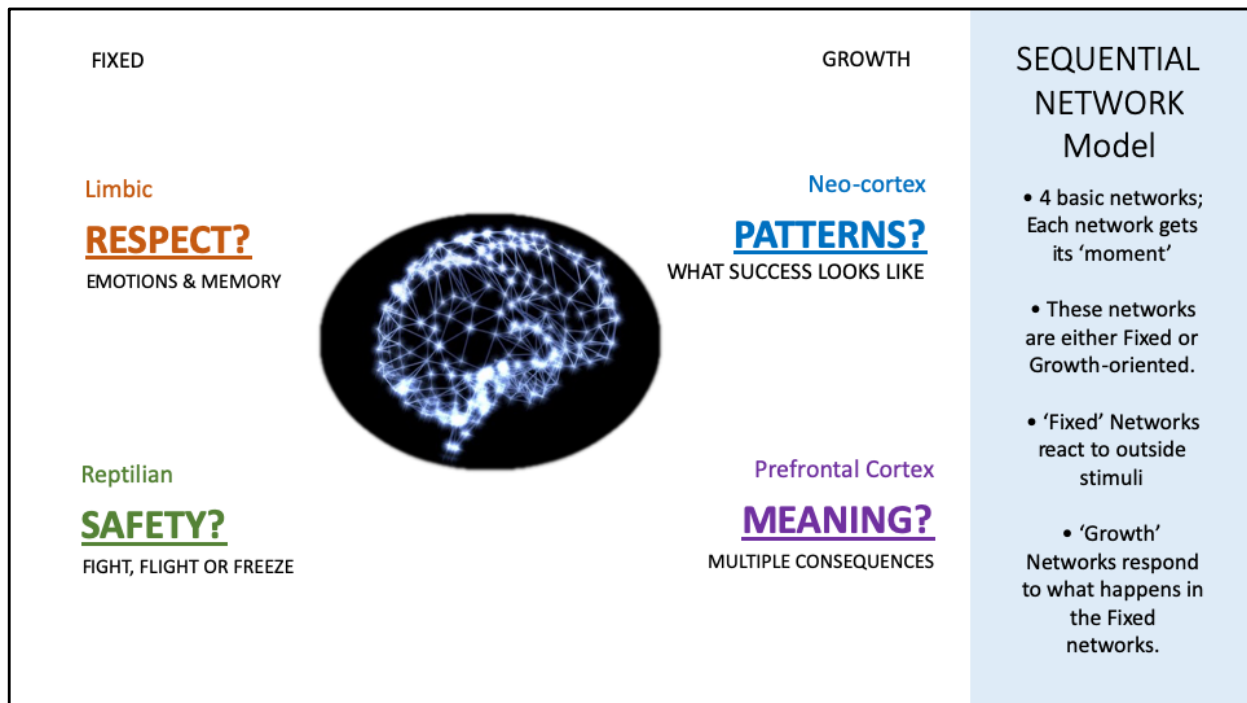 FIXED
GROWTH
Limbic
RESPECT?
EMOTIONS & MEMORY
Neo-cortex
PATTERNS?
WHAT SUCCESS LOOKS LIKE
Reptilian
SAFETY?
FIGHT, FLIGHT OR FREEZE
Prefrontal Cortex
MEANING?
MULTIPLE CONSEQUENCES
SEQUENTIAL
NETWORK
Model
• 4 basic networks;
Each network gets
its ‘moment’
• These networks
are either Fixed or
Growth-oriented.
• ‘Fixed’ Networks
react to outside
stimuli
• ‘Growth’
Networks respond
to what happens in
the Fixed
networks.